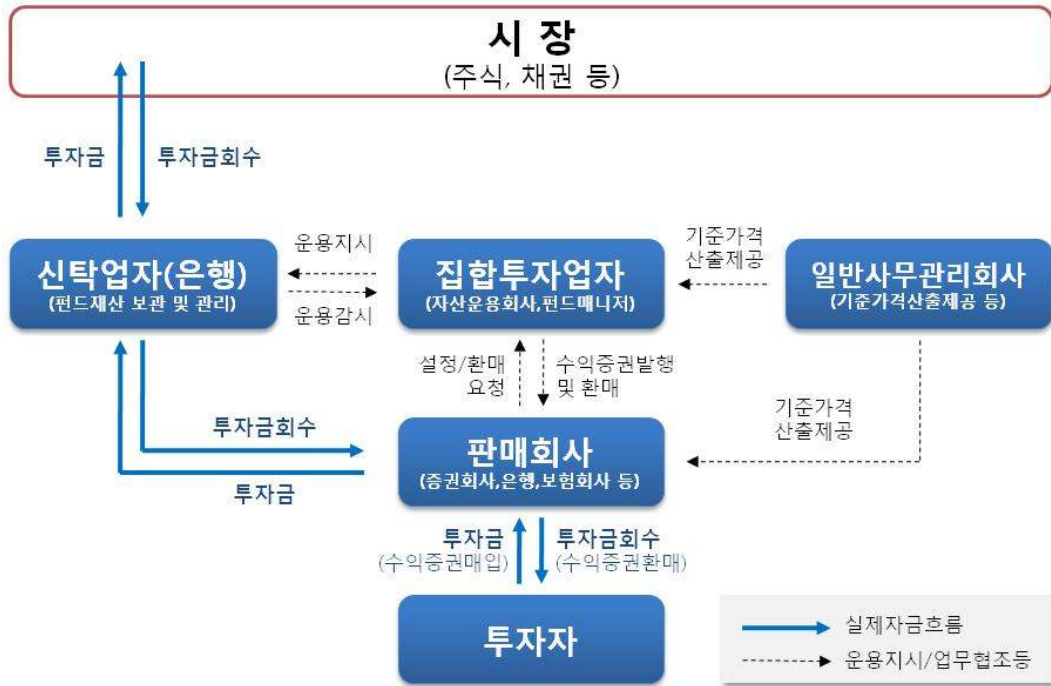 시 장
(주식, 채권 등)
투자금
투자금회수
신탁업자(은행)
(펀드재산 보관 및 관리)
운용지시
운용감시
집합투자업자
(자산운용회사,펀드매니저)
기준가격
산출제공
일반사무관리회사
(기준가격산출제공 등)
설정/환매
요청
수익증권발행
및 환매
기준가격
산출제공
투자금회수
투자금
판매회사
(증권회사,은행,보험회사 등)
투자금
(수익증권매입)
투자금회수
(수익증권환매)
투자자
실제자금흐름
운용지시/업무협조등